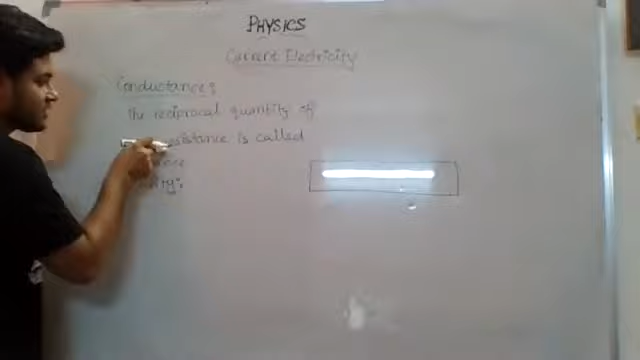 PHYSICS
Current Electricity
Conductance:
The reciprocal quantity of
resistance is called